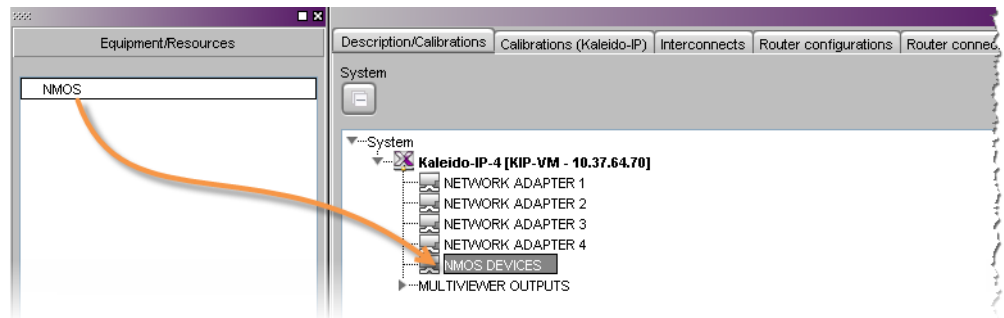 Equipment/Resources
NMOS
Description/Calibrations
Calibrations (Kaleido-IP)
Interconnects
Router configurations
Router connec
System
System
Kaleido-IP-4 [KIP-VM - 10.37.64.70]
NETWORK ADAPTER 1
NETWORK ADAPTER 2
NETWORK ADAPTER 3
NETWORK ADAPTER 4
NMOS DEVICES
MULTIVIEWER OUTPUTS